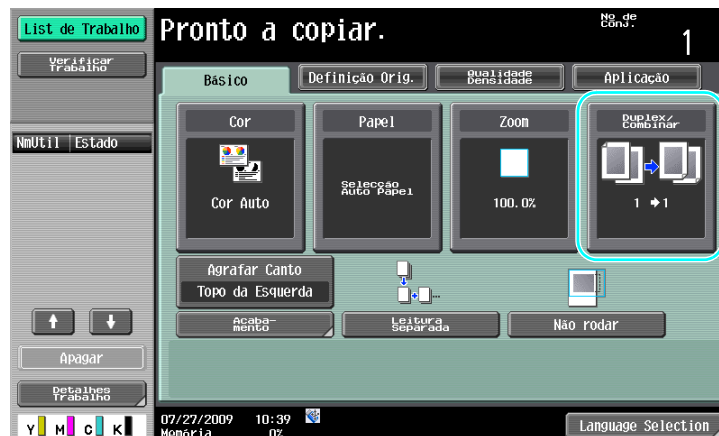 List de Trabalho
Pronto a copiar.
No de
Conj.
1
Verificar
Trabalho
Básico
Definição Orig.
Qualidade
Densidade
Aplicação
NmUtil
Estado
Cor
Papel
Zoom
Duplex/
Combinar
Cor Auto
Selecção
Auto Papel
100.0%
1 → 1
Agrafar Canto
Topo da Esquerda
Acaba-
mento
Leitura
Separada
Não rodar
Apagar
Detalhes
Trabalho
Y M C K
07/27/2009 10:39
Memória 0%
Language Selection